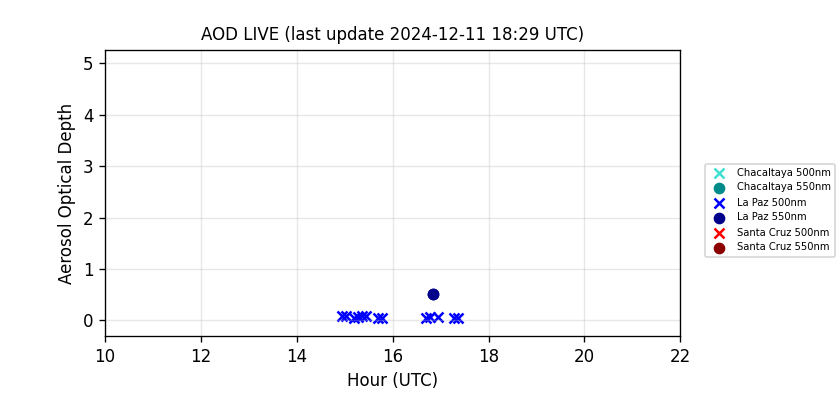 AOD LIVE (last update 2024-12-11 18:29 UTC)
5
4
3
2
1
0
Aerosol Optical Depth
10 12 14 16 18 20 22
Hour (UTC)
Chacaltaya 500nm
Chacaltaya 550nm
La Paz 500nm
La Paz 550nm
Santa Cruz 500nm
Santa Cruz 550nm